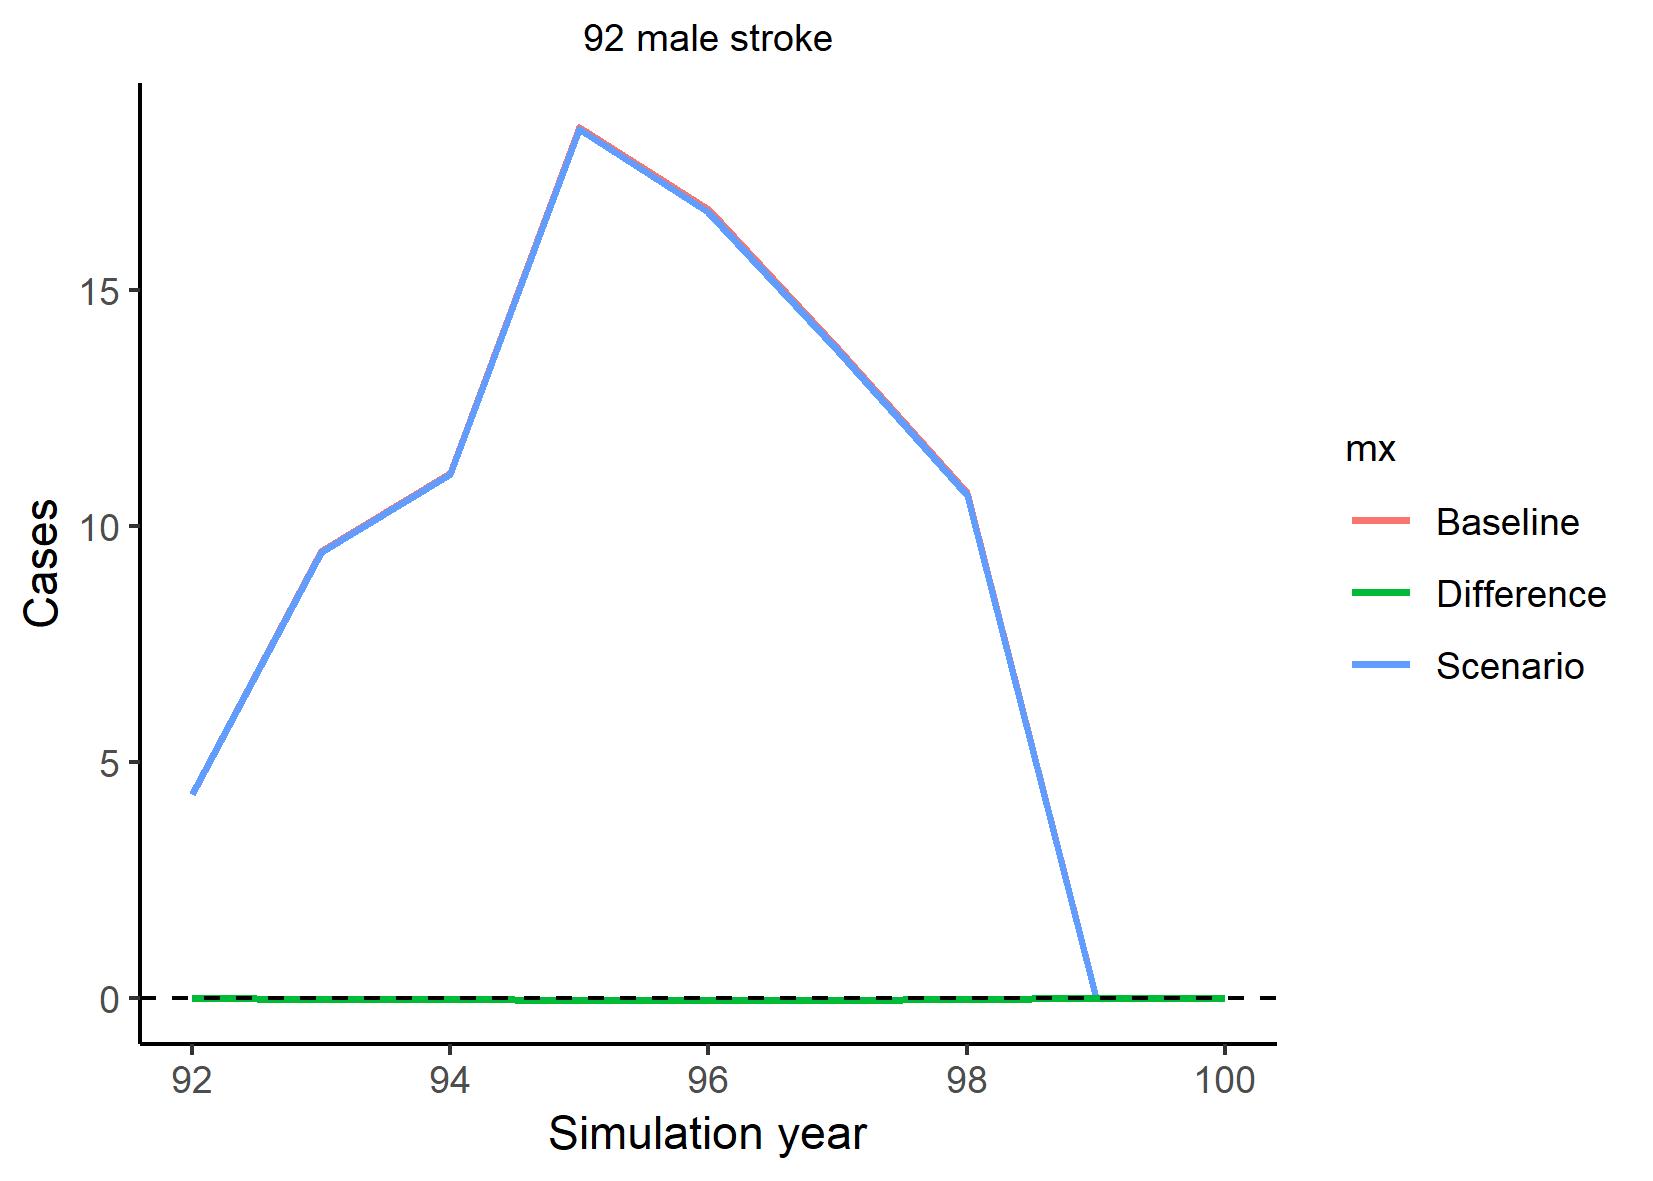 92 male stroke
Cases
15
10
5
0
92 94 96 98 100
Simulation year
mx
Baseline
Difference
Scenario